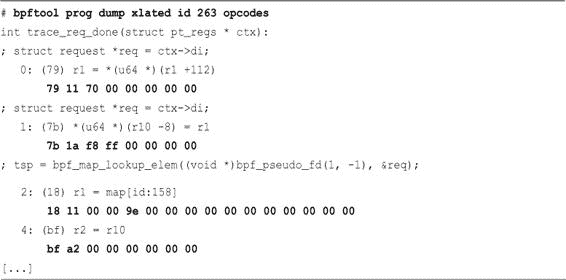 # bpftool prog dump xlated id 263 opcodes
int trace_req_done(struct pt_regs * ctx):
; struct request *req = ctx->di;
   0: (79) r1 = *(u64 *)(r1 +112)
      79 11 70 00 00 00 00 00
; struct request *req = ctx->di;
   1: (7b) *(u64 *)(r10 -8) = r1
      7b 1a f8 ff 00 00 00 00
; tsp = bpf_map_lookup_elem((void *)bpf_pseudo_fd(1, -1), &req);
   2: (18) r1 = map[id:158]
      18 11 00 00 9e 00 00 00 00 00 00 00 00 00 00 00
   4: (bf) r2 = r10
      bf a2 00 00 00 00 00 00
[...]